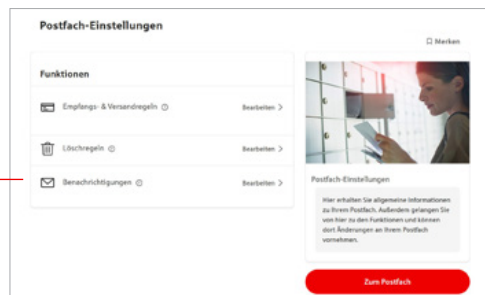 Postfach-Einstellungen
Merken
Funktionen
Empfangs- & Versandregeln
Bearbeiten
Löschregeln
Bearbeiten
Benachrichtigungen
Bearbeiten
Postfach-Einstellungen
Hier erhalten Sie allgemeine Informationen
zu Ihrem Postfach. Außerdem gelangen Sie
von hier zu den Funktionen und können
dort Änderungen an Ihrem Postfach
vornehmen.
Zum Postfach